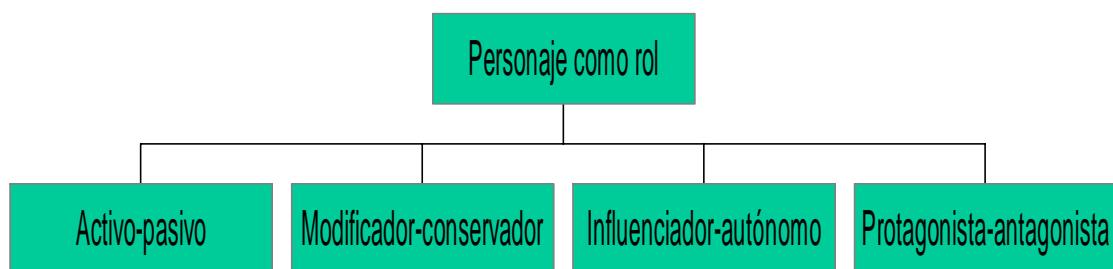 Personaje como rol
Activo-pasivo
Modificador-conservador
Influenciador-autónomo
Protagonista-antagonista